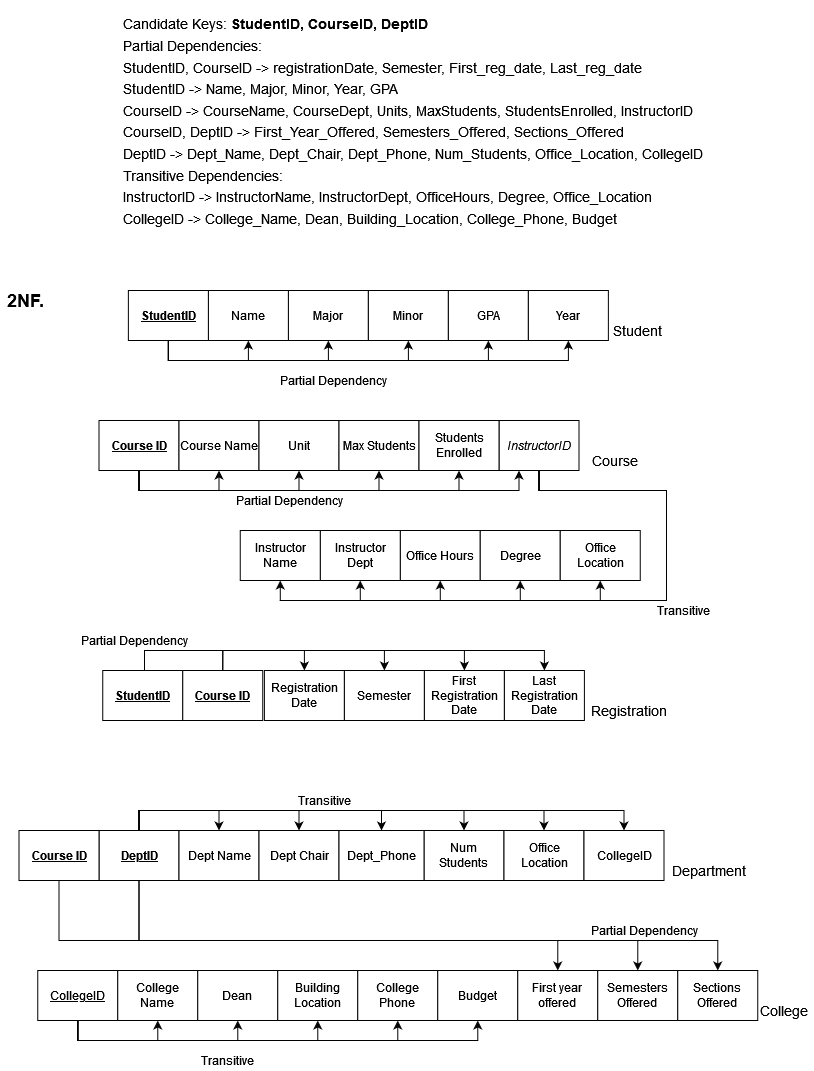 Candidate Keys: StudentID, CourseID, DeptID
Partial Dependencies:
StudentID, CourseID -> registrationDate, Semester, First_reg_date, Last_reg_date
StudentID -> Name, Major, Minor, Year, GPA
CourseID -> CourseName, CourseDept, Units, MaxStudents, StudentsEnrolled, InstructorID
CourseID, DeptID -> First_Year_Offered, Semesters_Offered, Sections_Offered
DeptID -> Dept_Name, Dept_Chair, Dept_Phone, Num_Students, Office_Location, CollegeID
Transitive Dependencies:
InstructorID -> InstructorName, InstructorDept, OfficeHours, Degree, Office_Location
CollegeID -> College_Name, Dean, Building_Location, College_Phone, Budget
2NF.
StudentID
Name
Major
Minor
GPA
Year
Student
Partial Dependency
Course ID
Course Name
Unit
Max Students
Students
Enrolled
InstructorID
Course
Partial Dependency
Instructor
Name
Instructor
Dept
Office Hours
Degree
Office
Location
Transitive
Partial Dependency
StudentID
Course ID
Registration
Date
Semester
First
Registration
Date
Last
Registration
Date
Registration
Transitive
Course ID
DeptID
Dept Name
Dept Chair
Dept_Phone
Num
Students
Office
Location
CollegeID
Department
Partial Dependency
CollegeID
College
Name
Dean
Building
Location
College
Phone
Budget
First year
offered
Semesters
Offered
Sections
Offered
College
Transitive